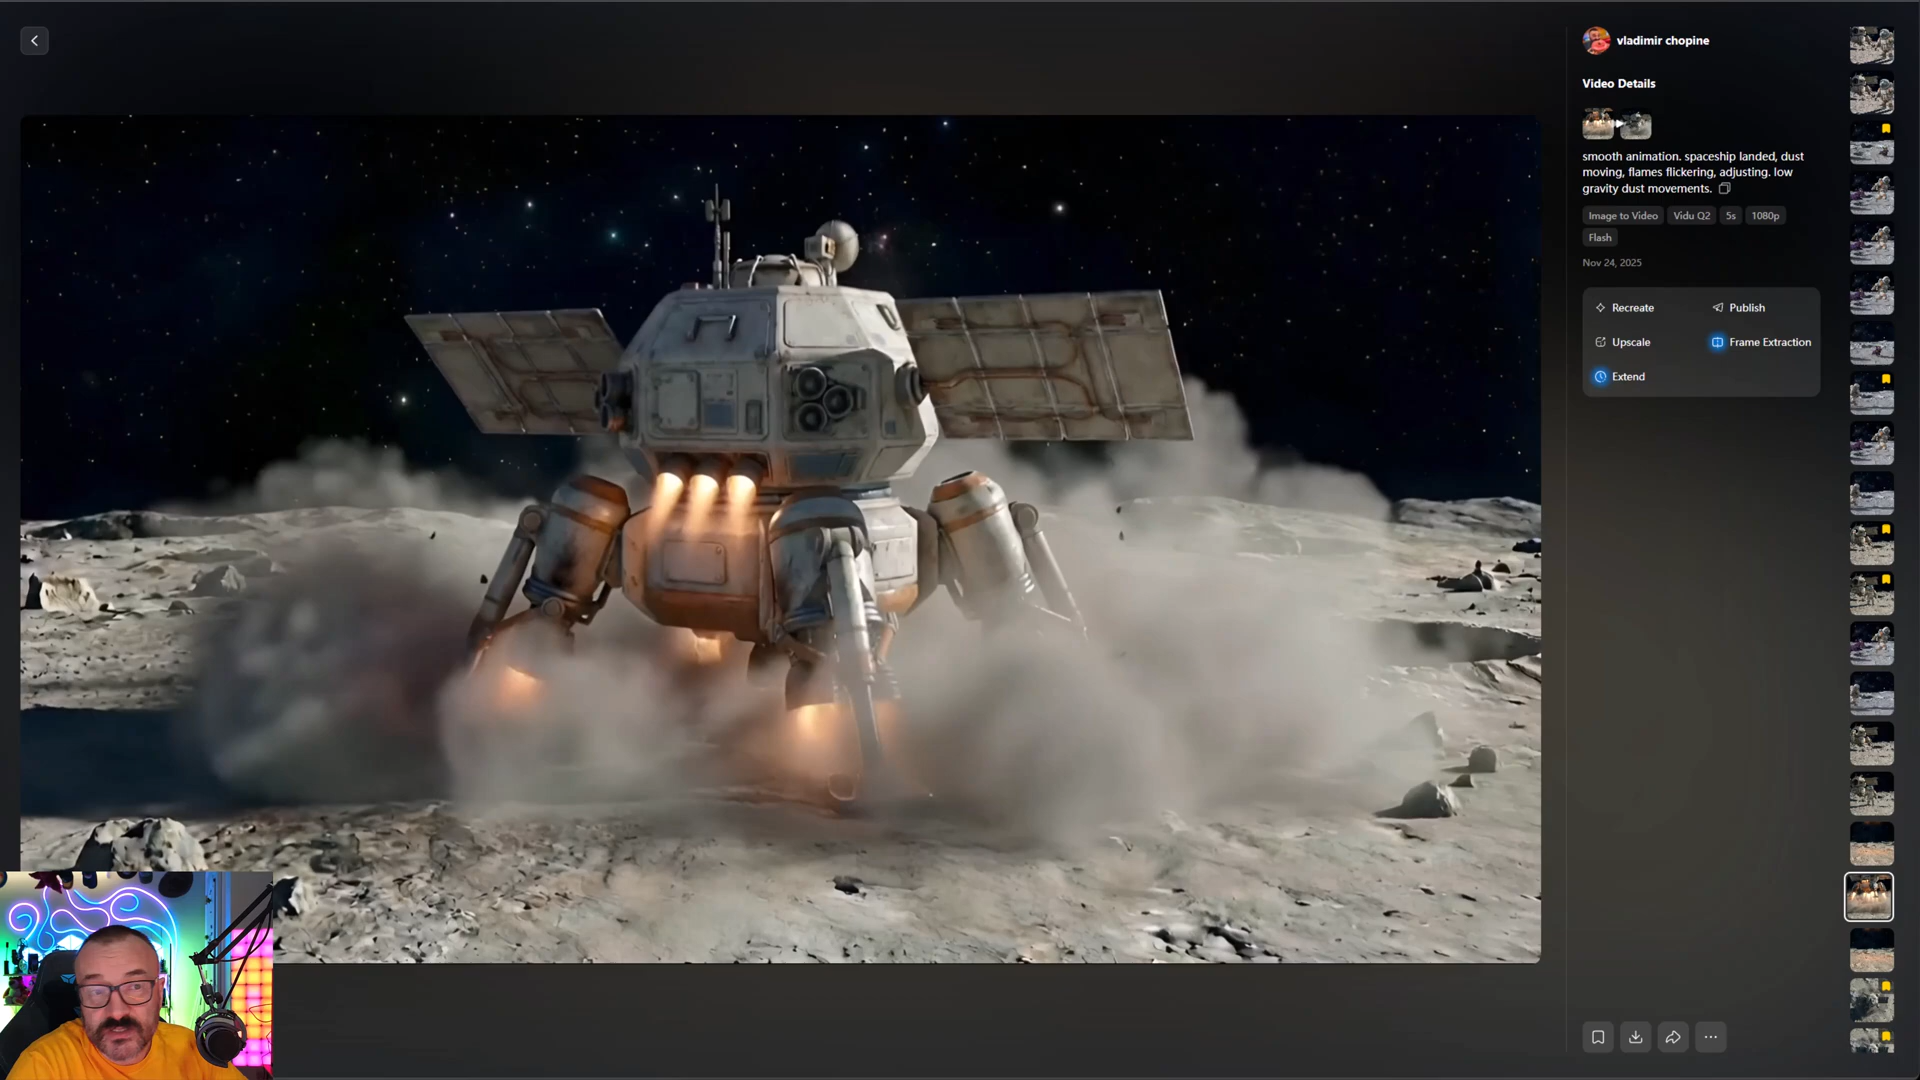 vladimir chopine
Video Details
smooth animation. spaceship landed, dust
moving, flames flickering, adjusting. low
gravity dust movements.
Image to Video Vidu Q2 5s 1080p
Flash
Nov 24, 2025
Recreate Publish
Upscale Frame Extraction
Extend